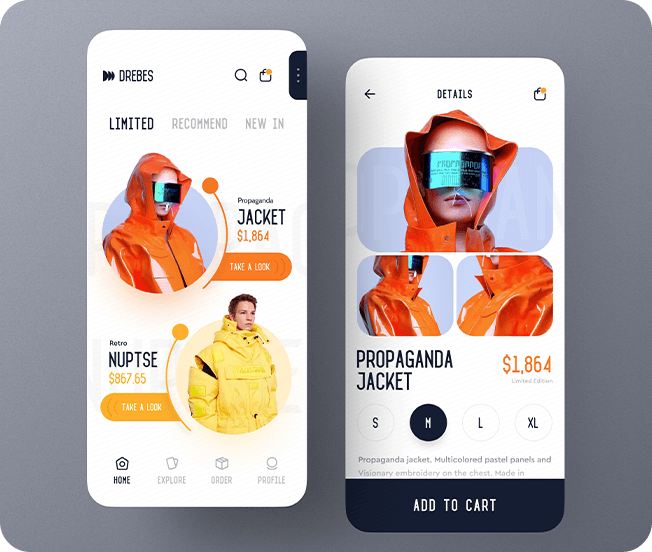 DREBES
LIMITED RECOMMEND NEW IN
Propaganda
JACKET
$1,864
TAKE A LOOK
Retro
NUPTSE
$867.65
TAKE A LOOK
HOME EXPLORE ORDER PROFILE
DETAILS
PROPAGANDA
PROPAGANDA
JACKET
$1,864
Limited Edition
S M L XL
Propaganda jacket. Multicolored pastel panels and
Visionary embroidery on the chest. Made in
ADD TO CART